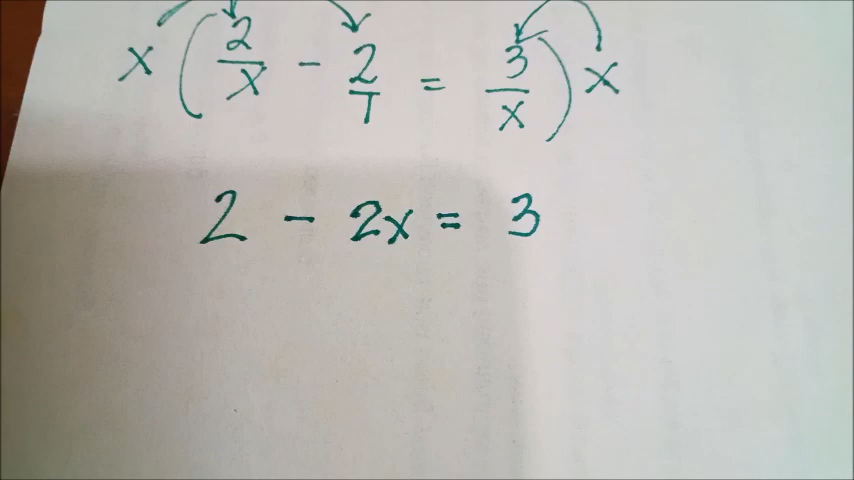 x ( 2/x - 2/1 = 3/x ) x
2 - 2x = 3